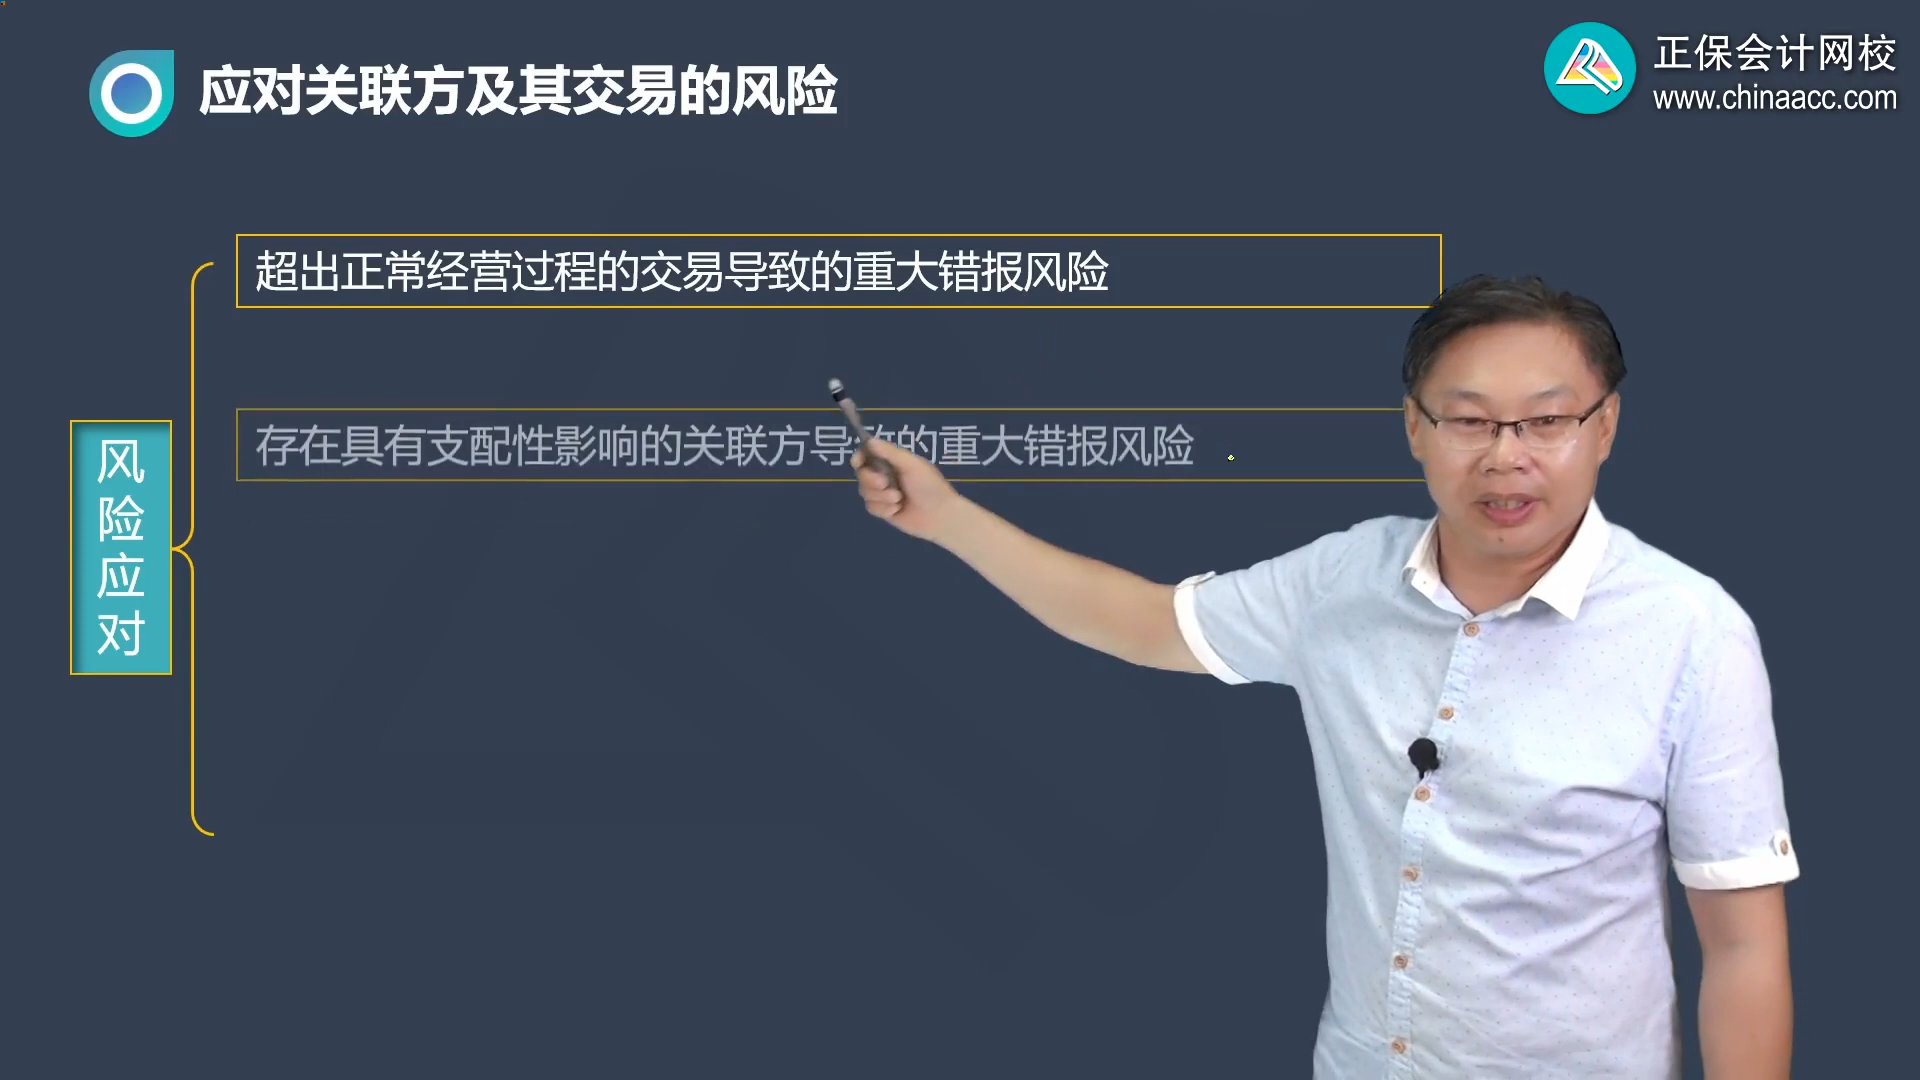 应对关联方及其交易的风险
正保会计网校
www.chinaacc.com
超出正常经营过程的交易导致的重大错报风险
存在具有支配性影响的关联方导致的重大错报风险
风险应对